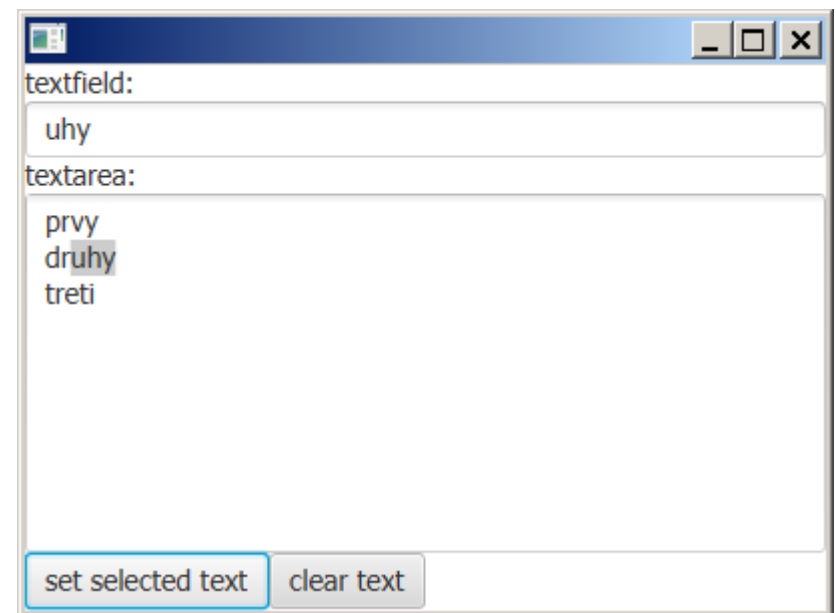 textfield:
uhy
textarea:
prvy
druhy
treti
set selected text clear text